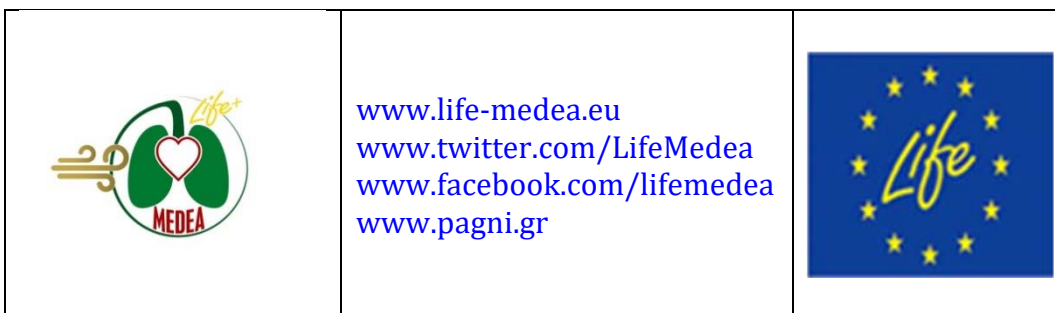 Life+
MEDEA
www.life-medea.eu
www.twitter.com/LifeMedea
www.facebook.com/lifemedea
www.pagni.gr
Life